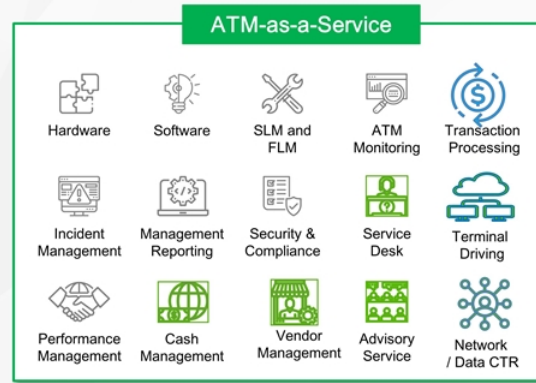 ATM-as-a-Service
Hardware
Software
SLM and
FLM
ATM
Monitoring
Transaction
Processing
Incident
Management
Management
Reporting
Security &
Compliance
Service
Desk
Terminal
Driving
Performance
Management
Cash
Management
Vendor
Management
Advisory
Service
Network
/ Data CTR